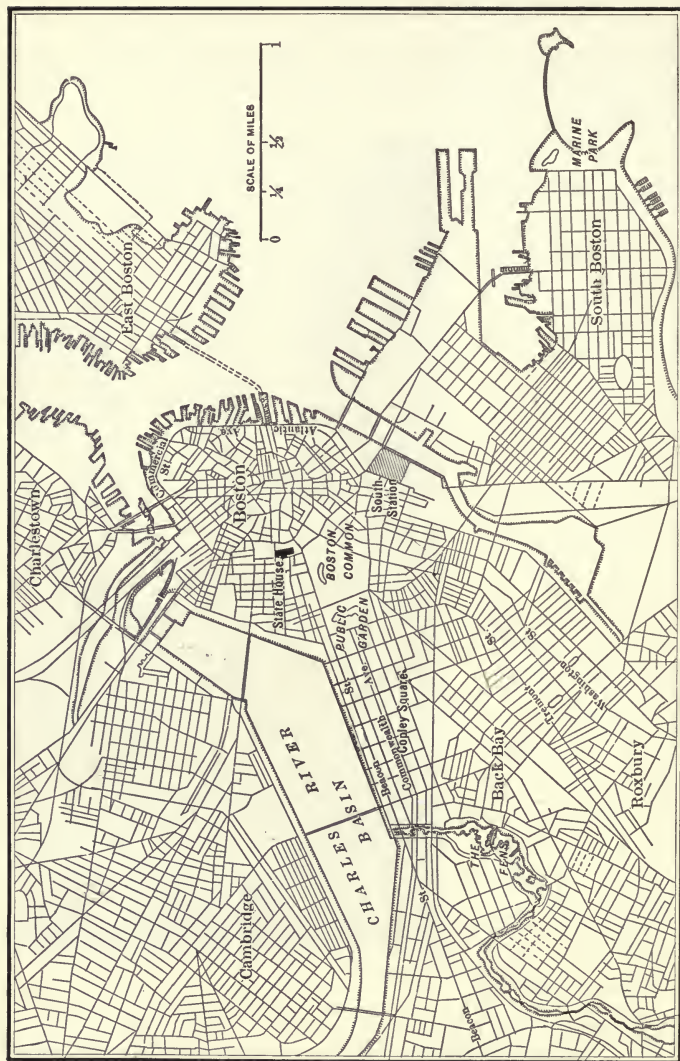 SCALE OF MILES
0 1/4 1/2 1
East Boston
Charlestown
Commercial St.
Atlantic Ave
Boston
State House
BOSTON COMMON
South Station
PUBLIC GARDEN
MARINE PARK
South Boston
CHARLES RIVER
BASIN
Cambridge
Beacon St.
Commonwealth Ave.
Copley Square
Back Bay
Tremont St.
Washington St.
THE FENS
Roxbury
Beacon St.